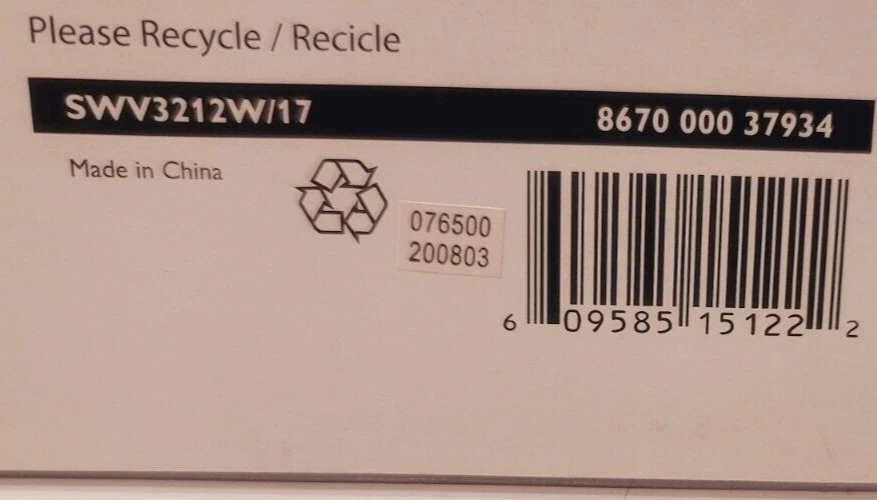 Please Recycle / Recicle
SWV3212W/17 8670 000 37934
Made in China
076500
200803
6 09585 15122 2